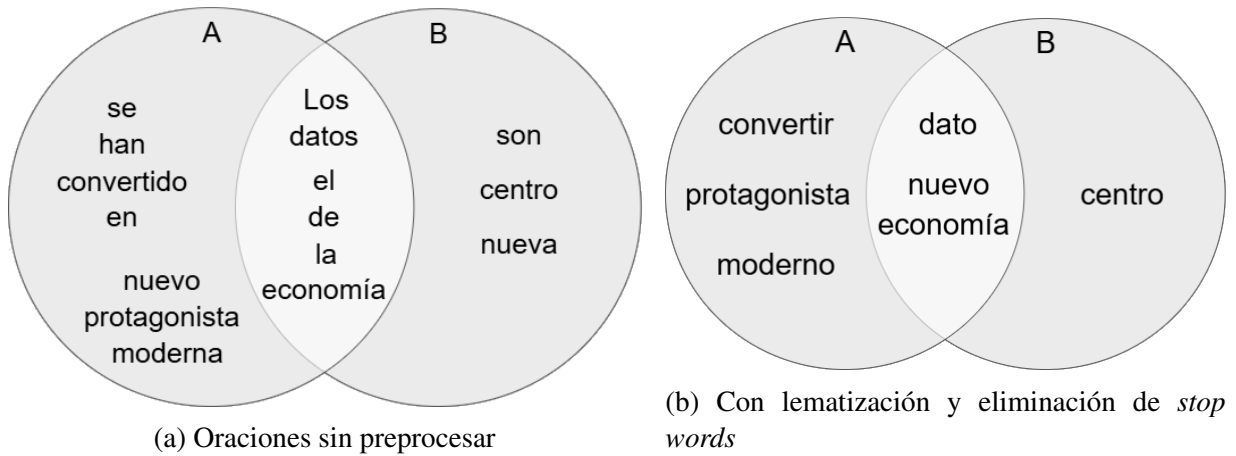 A
B
se
han
convertido
en
nuevo
protagonista
moderna
Los
datos
el
de
la
economía
son
centro
nueva
(a) Oraciones sin preprocesar
A
B
convertir
protagonista
moderno
dato
nuevo
economía
centro
(b) Con lematización y eliminación de stop
words